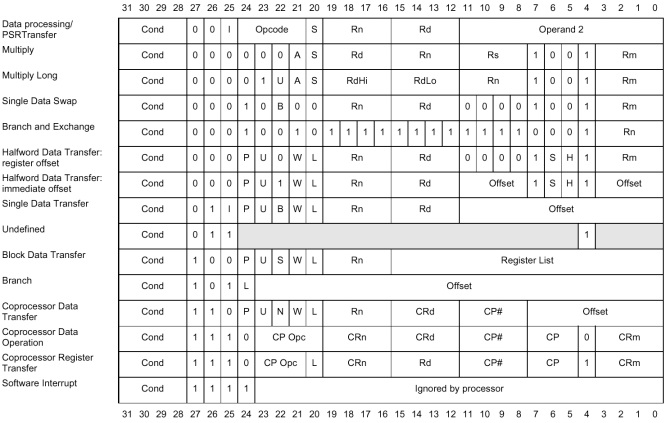 31 30 29 28 27 26 25 24 23 22 21 20 19 18 17 16 15 14 13 12 11 10 9 8 7 6 5 4 3 2 1 0
Data processing/
PSRTransfer
Cond 0 0 I Opcode S Rn Rd Operand 2
Multiply
Cond 0 0 0 0 0 0 A S Rd Rn Rs 1 0 0 1 Rm
Multiply Long
Cond 0 0 0 0 1 U A S RdHi RdLo Rn 1 0 0 1 Rm
Single Data Swap
Cond 0 0 0 1 0 B 0 0 Rn Rd 0 0 0 0 1 0 0 1 Rm
Branch and Exchange
Cond 0 0 0 1 0 0 1 0 1 1 1 1 1 1 1 1 1 1 1 1 0 0 0 1 Rn
Halfword Data Transfer:
register offset
Cond 0 0 0 P U 0 W L Rn Rd 0 0 0 0 1 S H 1 Rm
Halfword Data Transfer:
immediate offset
Cond 0 0 0 P U 1 W L Rn Rd Offset 1 S H 1 Offset
Single Data Transfer
Cond 0 1 I P U B W L Rn Rd Offset
Undefined
Cond 0 1 1 1
Block Data Transfer
Cond 1 0 0 P U S W L Rn Register List
Branch
Cond 1 0 1 L Offset
Coprocessor Data
Transfer
Cond 1 1 0 P U N W L Rn CRd CP# Offset
Coprocessor Data
Operation
Cond 1 1 1 0 CP Opc CRn CRd CP# CP 0 CRm
Coprocessor Register
Transfer
Cond 1 1 1 0 CP Opc L CRn Rd CP# CP 1 CRm
Software Interrupt
Cond 1 1 1 1 Ignored by processor
31 30 29 28 27 26 25 24 23 22 21 20 19 18 17 16 15 14 13 12 11 10 9 8 7 6 5 4 3 2 1 0